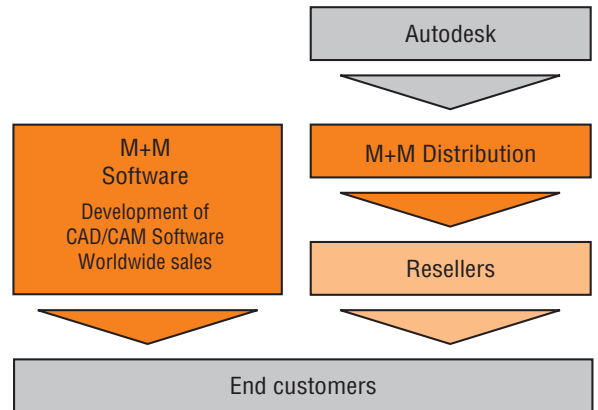 Autodesk
M+M
Software
Development of
CAD/CAM Software
Worldwide sales
M+M Distribution
Resellers
End customers